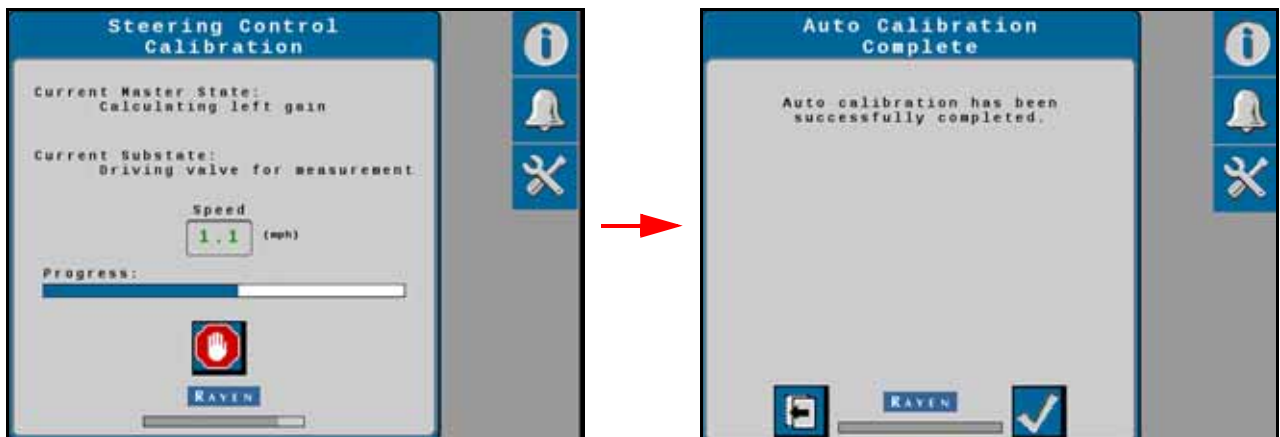 Steering Control
Calibration
Current Master State:
Calculating left gain
Current Substate:
Driving valve for measurement
Speed
1.1 (mph)
Progress:
RAVEN
Auto Calibration
Complete
Auto calibration has been
successfully completed.
RAVEN